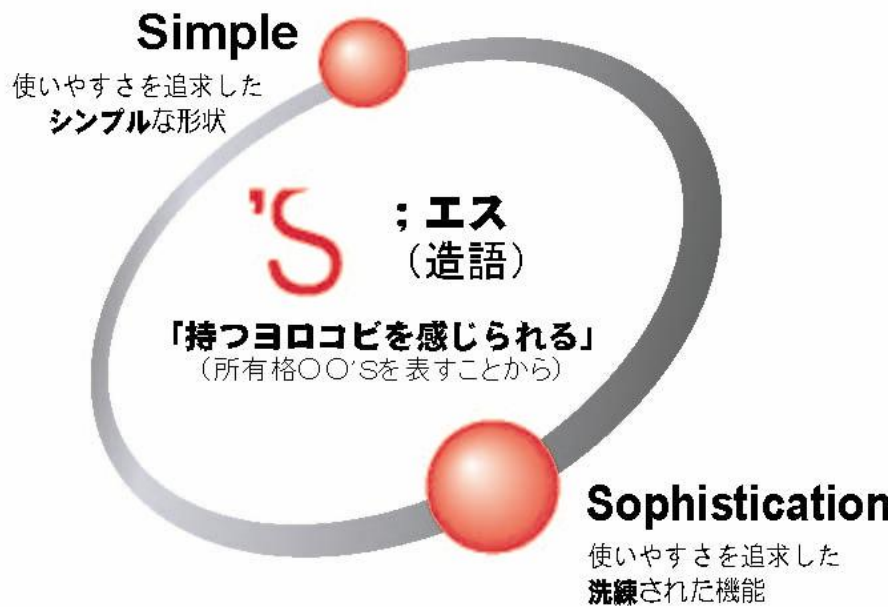 Simple
使いやすさを追求した
シンプルな形状
'S ；エス
（造語）
「持つヨロコビを感じられる」
（所有格〇〇'Sを表すことから）
Sophistication
使いやすさを追求した
洗練された機能